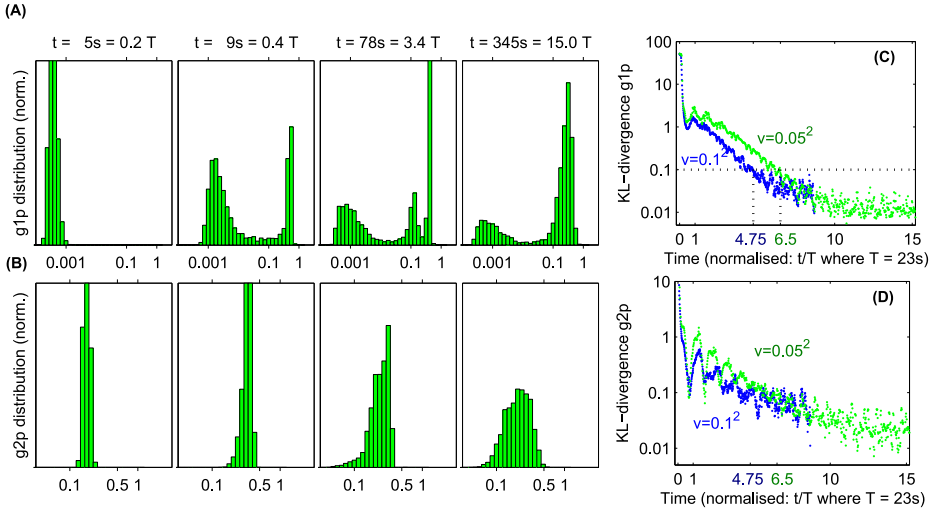 (A)
t =   5s = 0.2 T
t =   9s = 0.4 T
t = 78s = 3.4 T
t = 345s = 15.0 T
g1p distribution (norm.)
0.001 0.1 1
0.001 0.1 1
0.001 0.1 1
0.001 0.1 1
(B)
g2p distribution (norm.)
0.1 0.5 1
0.1 0.5 1
0.1 0.5 1
0.1 0.5 1
(C)
KL-divergence g1p
100
10
1
0.1
0.01
v=0.05²
v=0.1²
0 1 4.75 6.5 10 15
Time (normalised: t/T where T = 23s)
(D)
KL-divergence g2p
1
0.1
0.01
v=0.05²
v=0.1²
0 1 4.75 6.5 10 15
Time (normalised: t/T where T = 23s)